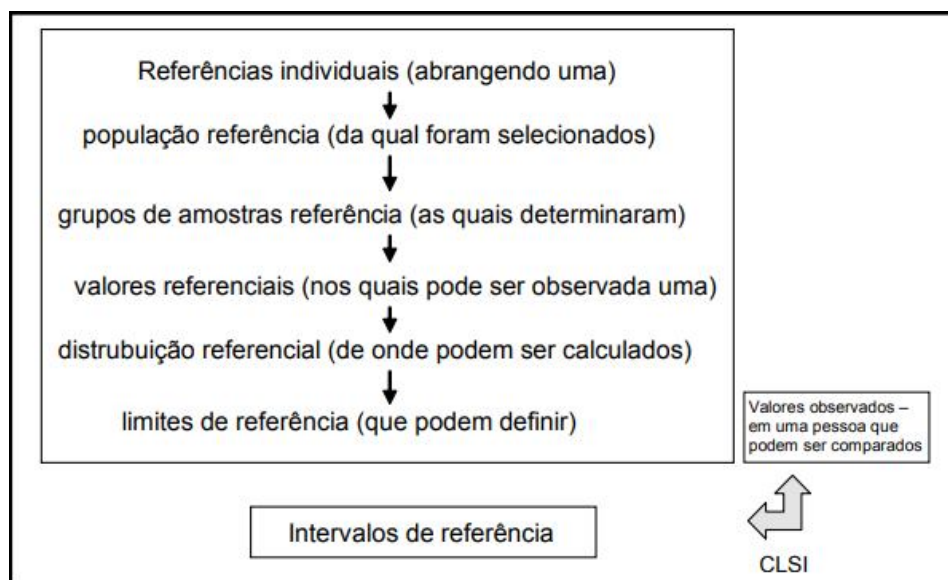 Referências individuais (abrangendo uma)
população referência (da qual foram selecionados)
grupos de amostras referência (as quais determinaram)
valores referenciais (nos quais pode ser observada uma)
distrubuição referencial (de onde podem ser calculados)
limites de referência (que podem definir)
Valores observados –
em uma pessoa que
podem ser comparados
Intervalos de referência
CLSI